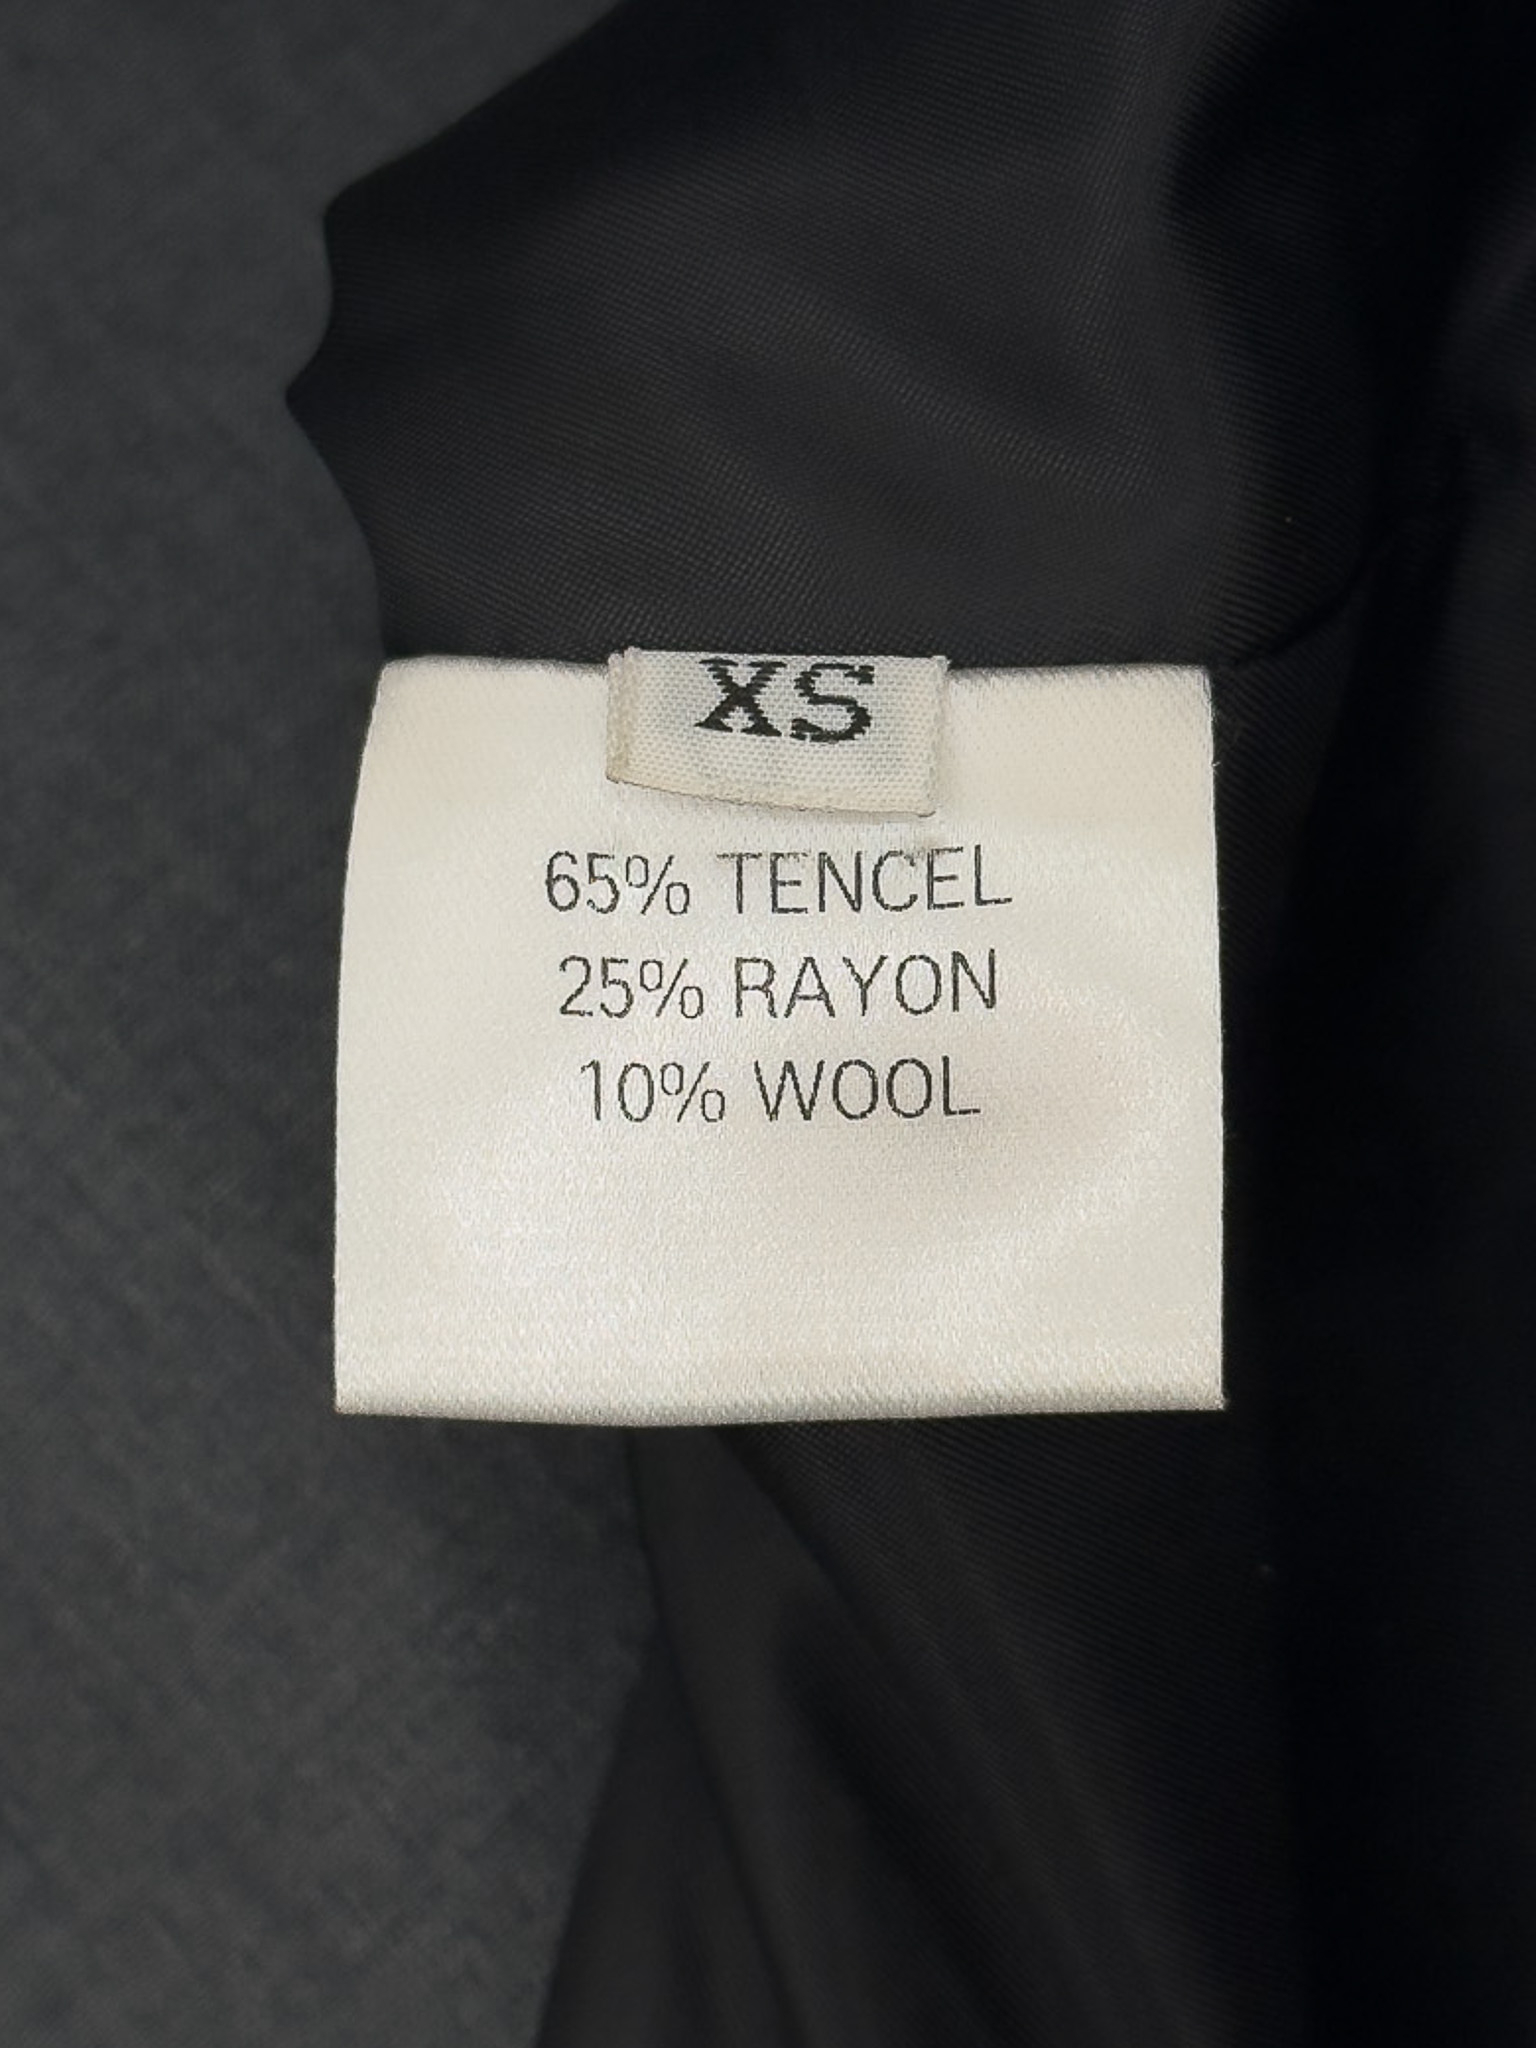 XS
65% TENCEL
25% RAYON
10% WOOL